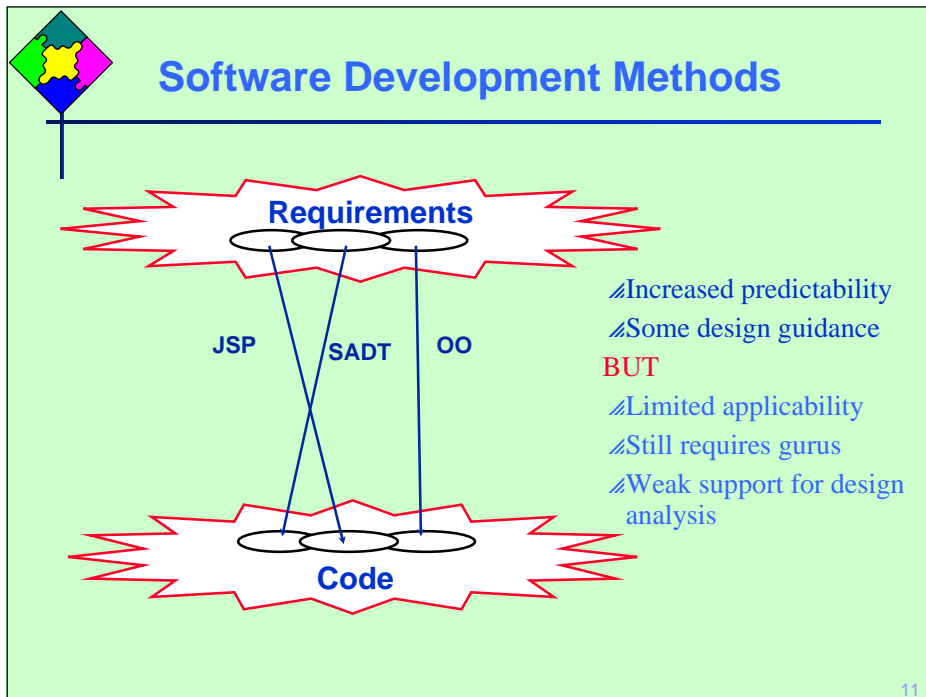 Software Development Methods
Requirements
JSP
SADT
OO
Code
Increased predictability
Some design guidance
BUT
Limited applicability
Still requires gurus
Weak support for design
analysis
11